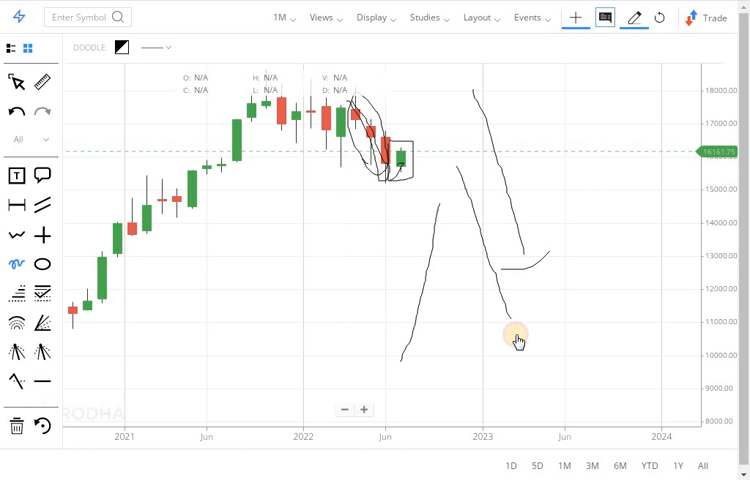 Enter Symbol 1M Views Display Studies Layout Events Trade
DOODLE:
O: N/A H: N/A V: N/A
C: N/A L: N/A D: N/A
All
T
18000.00
17000.00
16161.75
15000.00
14000.00
13000.00
12000.00
11000.00
10000.00
9000.00
8000.00
RODHA
2021 Jun 2022 Jun 2023 Jun 2024
1D 5D 1M 3M 6M YTD 1Y All